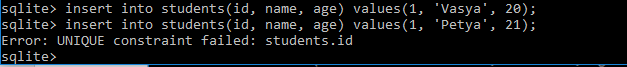 sqlite> insert into students(id, name, age) values(1, 'Vasya', 20);
sqlite> insert into students(id, name, age) values(1, 'Petya', 21);
Error: UNIQUE constraint failed: students.id
sqlite>